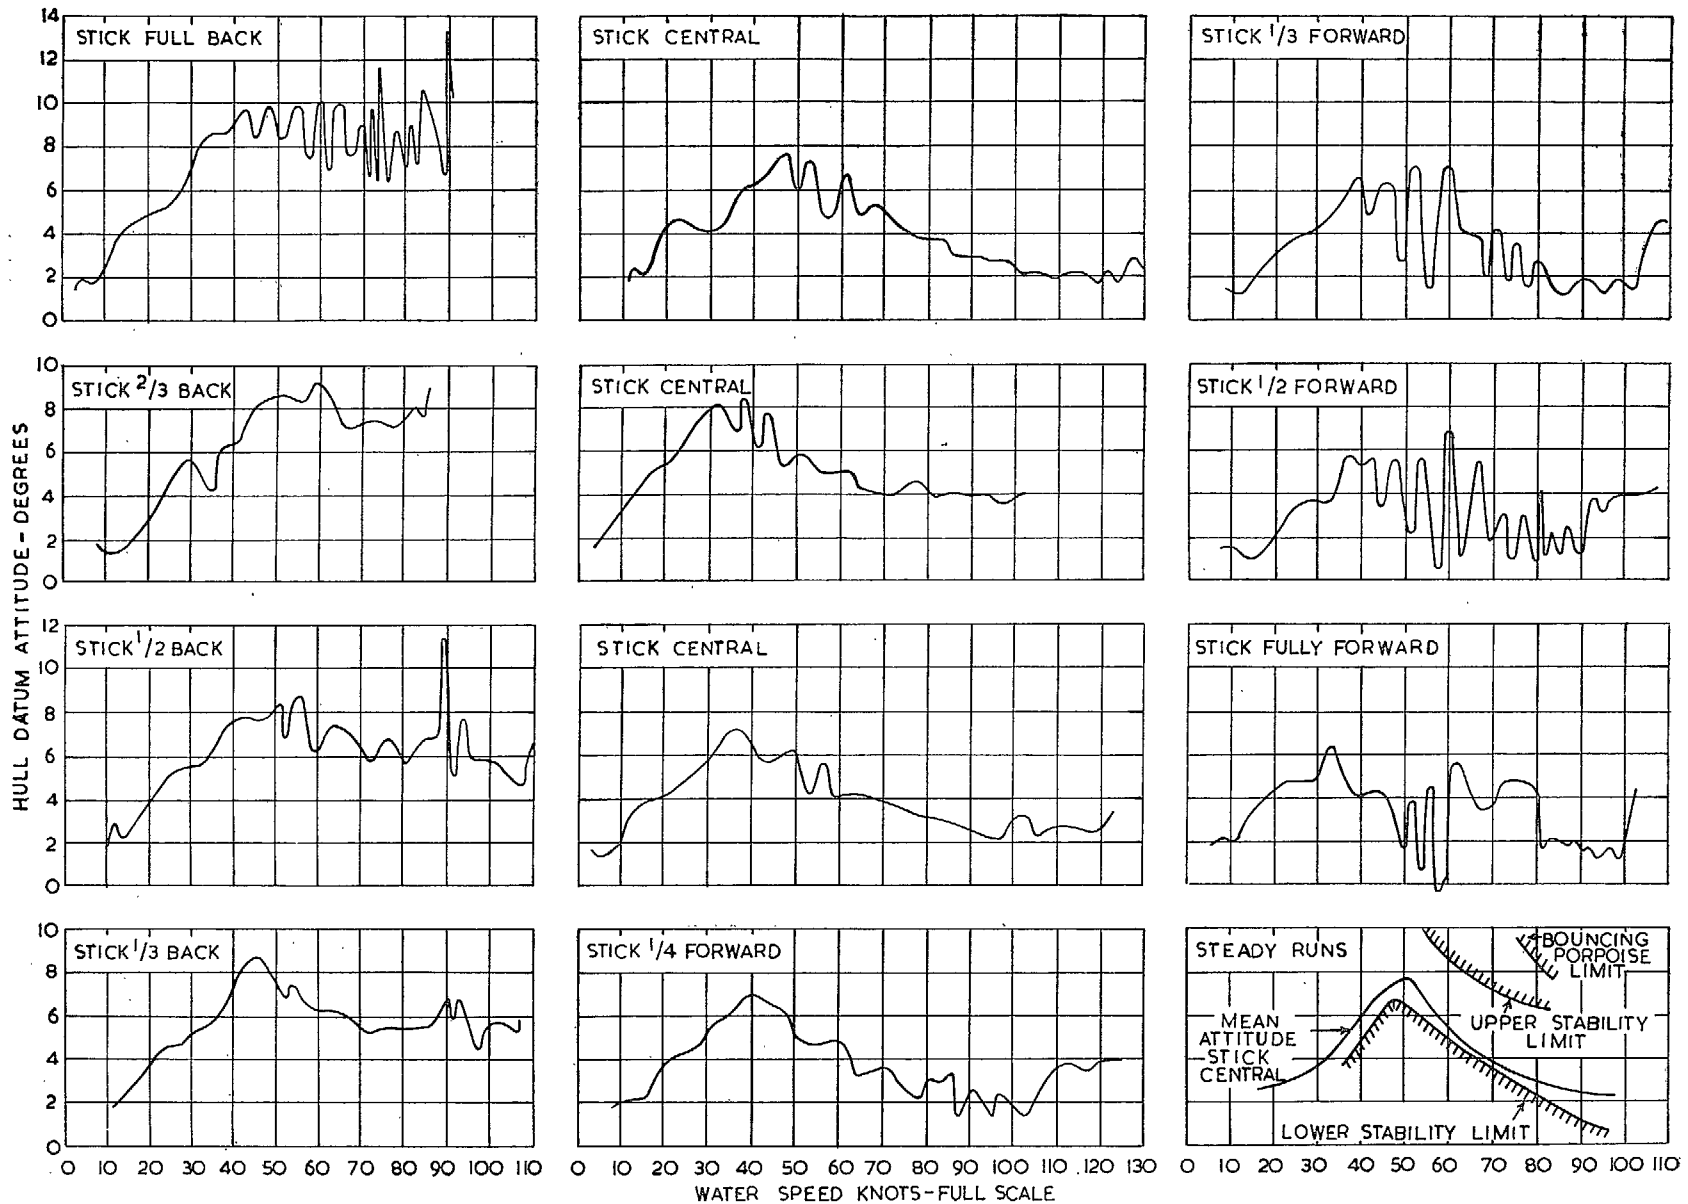 STICK FULL BACK
14
12
10
8
6
4
2
0
STICK CENTRAL
STICK 1/3 FORWARD
STICK 2/3 BACK
10
8
6
4
2
0
STICK CENTRAL
STICK 1/2 FORWARD
STICK 1/2 BACK
12
10
8
6
4
2
0
STICK CENTRAL
STICK FULLY FORWARD
STICK 1/3 BACK
10
8
6
4
2
0
0 10 20 30 40 50 60 70 80 90 100 110
STICK 1/4 FORWARD
0 10 20 30 40 50 60 70 80 90 100 110 120 130
STEADY RUNS
BOUNCING
PORPOISE
LIMIT
UPPER STABILITY
LIMIT
MEAN
ATTITUDE
STICK
CENTRAL
LOWER STABILITY LIMIT
0 10 20 30 40 50 60 70 80 90 100 110
HULL DATUM ATTITUDE-DEGREES
WATER SPEED KNOTS-FULL SCALE